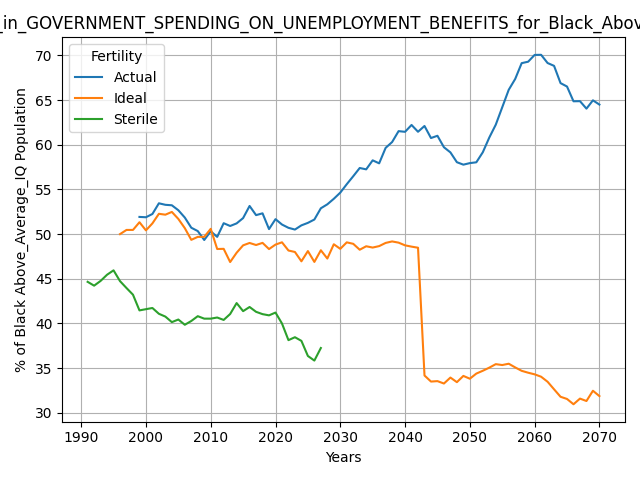 _in_GOVERNMENT_SPENDING_ON_UNEMPLOYMENT_BENEFITS_for_Black_Abov
Fertility
Actual
Ideal
Sterile
% of Black Above_Average_IQ Population
70
65
60
55
50
45
40
35
30
1990
2000
2010
2020
2030
2040
2050
2060
2070
Years